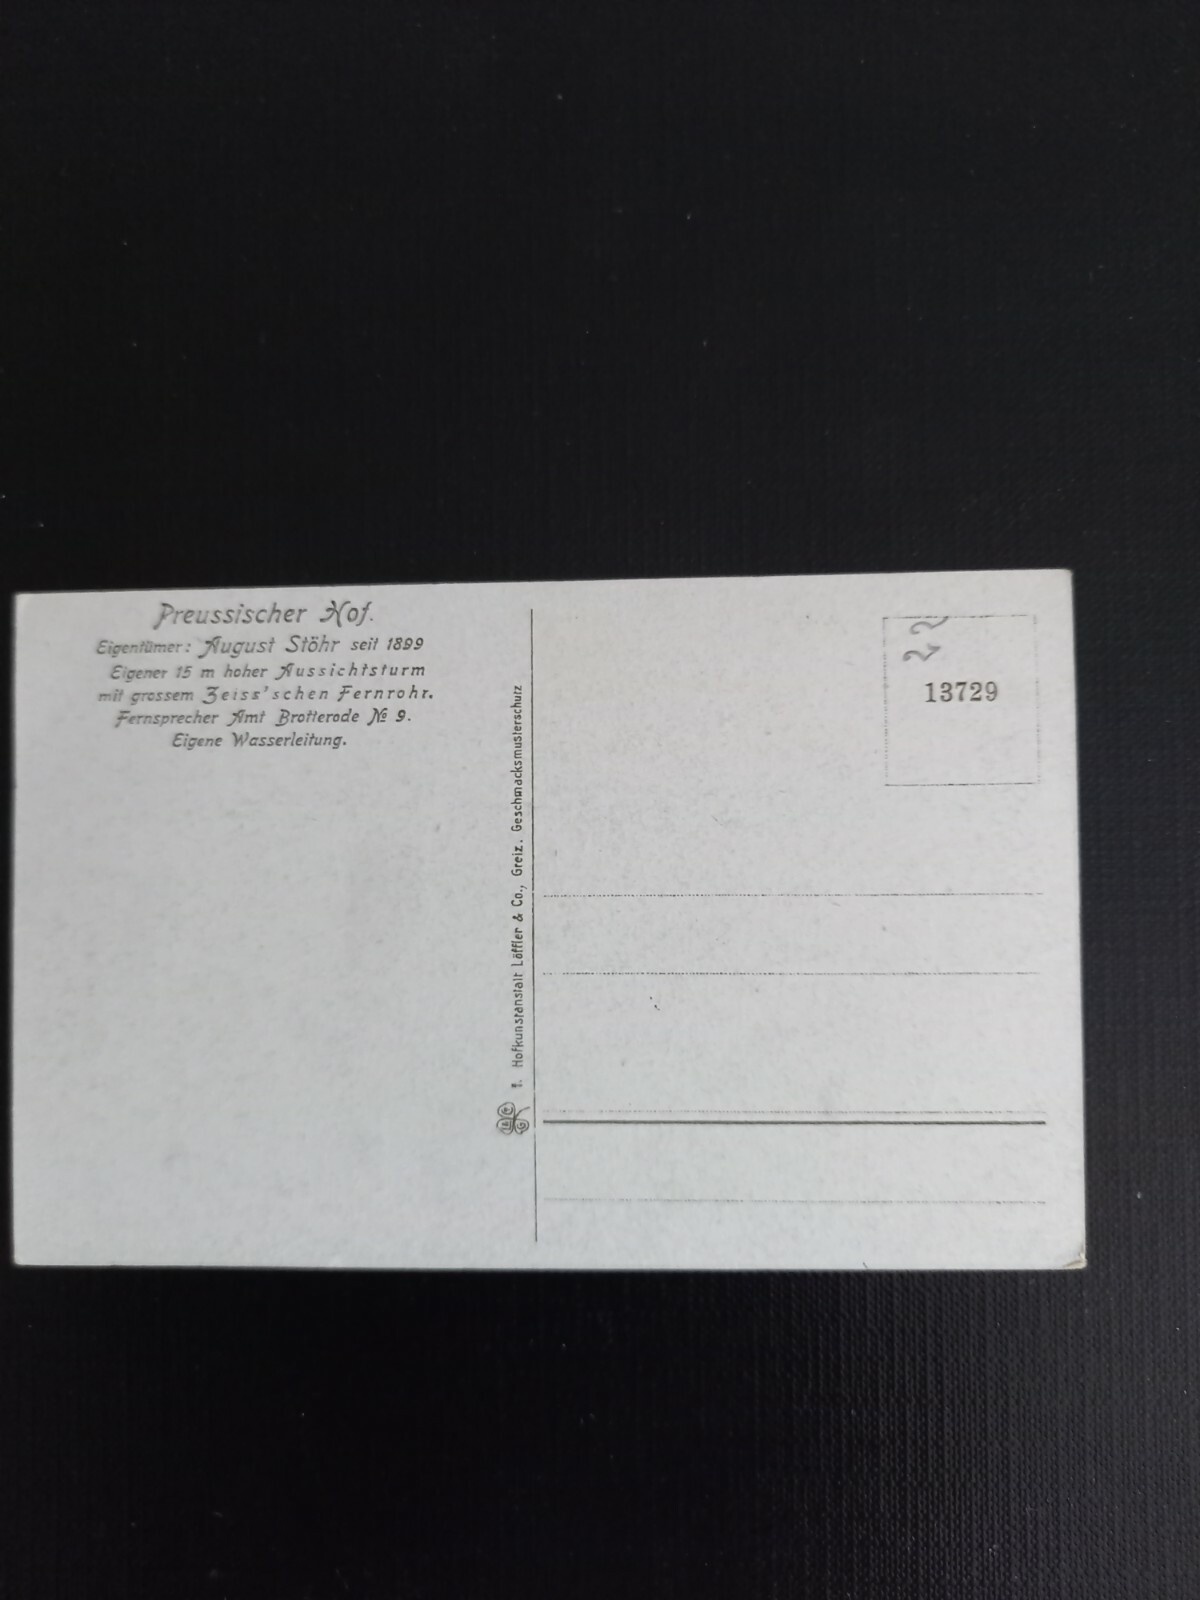 Preussischer Hof.
Eigentümer: August Stöhr seit 1899
Eigener 15 m hoher Aussichtsturm
mit grossem Zeiss'schen Fernrohr.
Fernsprecher Amt Brotterode № 9.
Eigene Wasserleitung.
Hofkunstanstalt Löffler & Co., Greiz. Geschmacksmusterschutz
22
13729